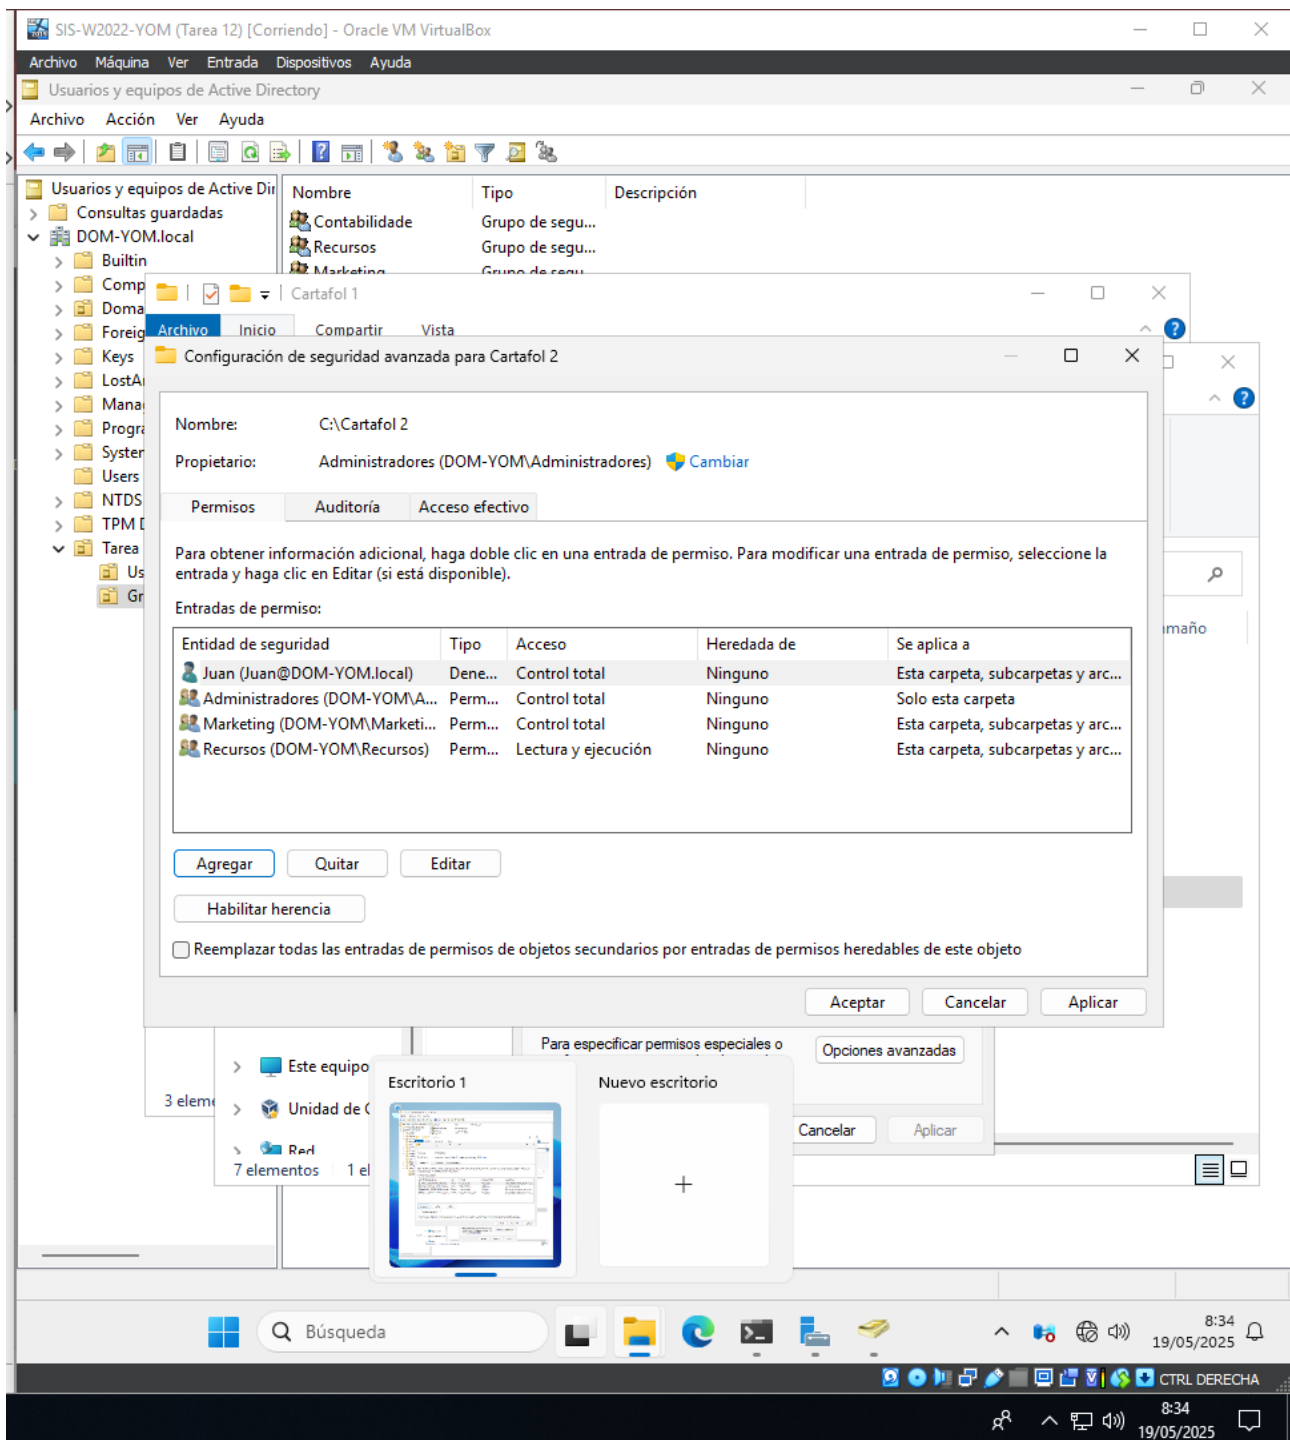 SIS-W2022-YOM (Tarea 12) [Corriendo] - Oracle VM VirtualBox
Archivo Máquina Ver Entrada Dispositivos Ayuda
Usuarios y equipos de Active Directory
Archivo Acción Ver Ayuda
Usuarios y equipos de Active Dir
Nombre Tipo Descripción
Consultas guardadas
Contabilidade Grupo de segu...
DOM-YOM.local
Recursos Grupo de segu...
Builtin
Marketing Grupo de segu
Comp
Cartafol 1
Doma
Foreig
Archivo Inicio Compartir Vista
Keys
Configuración de seguridad avanzada para Cartafol 2
LostA
Mana
Nombre: C:\Cartafol 2
Progra
System
Propietario: Administradores (DOM-YOM\Administradores) Cambiar
Users
NTDS
Permisos Auditoría Acceso efectivo
TPM D
Tarea
Para obtener información adicional, haga doble clic en una entrada de permiso. Para modificar una entrada de permiso, seleccione la
entrada y haga clic en Editar (si está disponible).
Us
Gr
Entradas de permiso:
maño
Entidad de seguridad Tipo Acceso Heredada de Se aplica a
Juan (Juan@DOM-YOM.local) Dene... Control total Ninguno Esta carpeta, subcarpetas y arc...
Administradores (DOM-YOM\A... Perm... Control total Ninguno Solo esta carpeta
Marketing (DOM-YOM\Marketi... Perm... Control total Ninguno Esta carpeta, subcarpetas y arc...
Recursos (DOM-YOM\Recursos) Perm... Lectura y ejecución Ninguno Esta carpeta, subcarpetas y arc...
Agregar Quitar Editar
Habilitar herencia
Reemplazar todas las entradas de permisos de objetos secundarios por entradas de permisos heredables de este objeto
Aceptar Cancelar Aplicar
Para especificar permisos especiales o
Opciones avanzadas
Este equipo
Escritorio 1 Nuevo escritorio
3 eleme
Unidad de C
Cancelar Aplicar
Red
7 elementos 1 el
Búsqueda
8:34
19/05/2025
CTRL DERECHA
8:34
19/05/2025